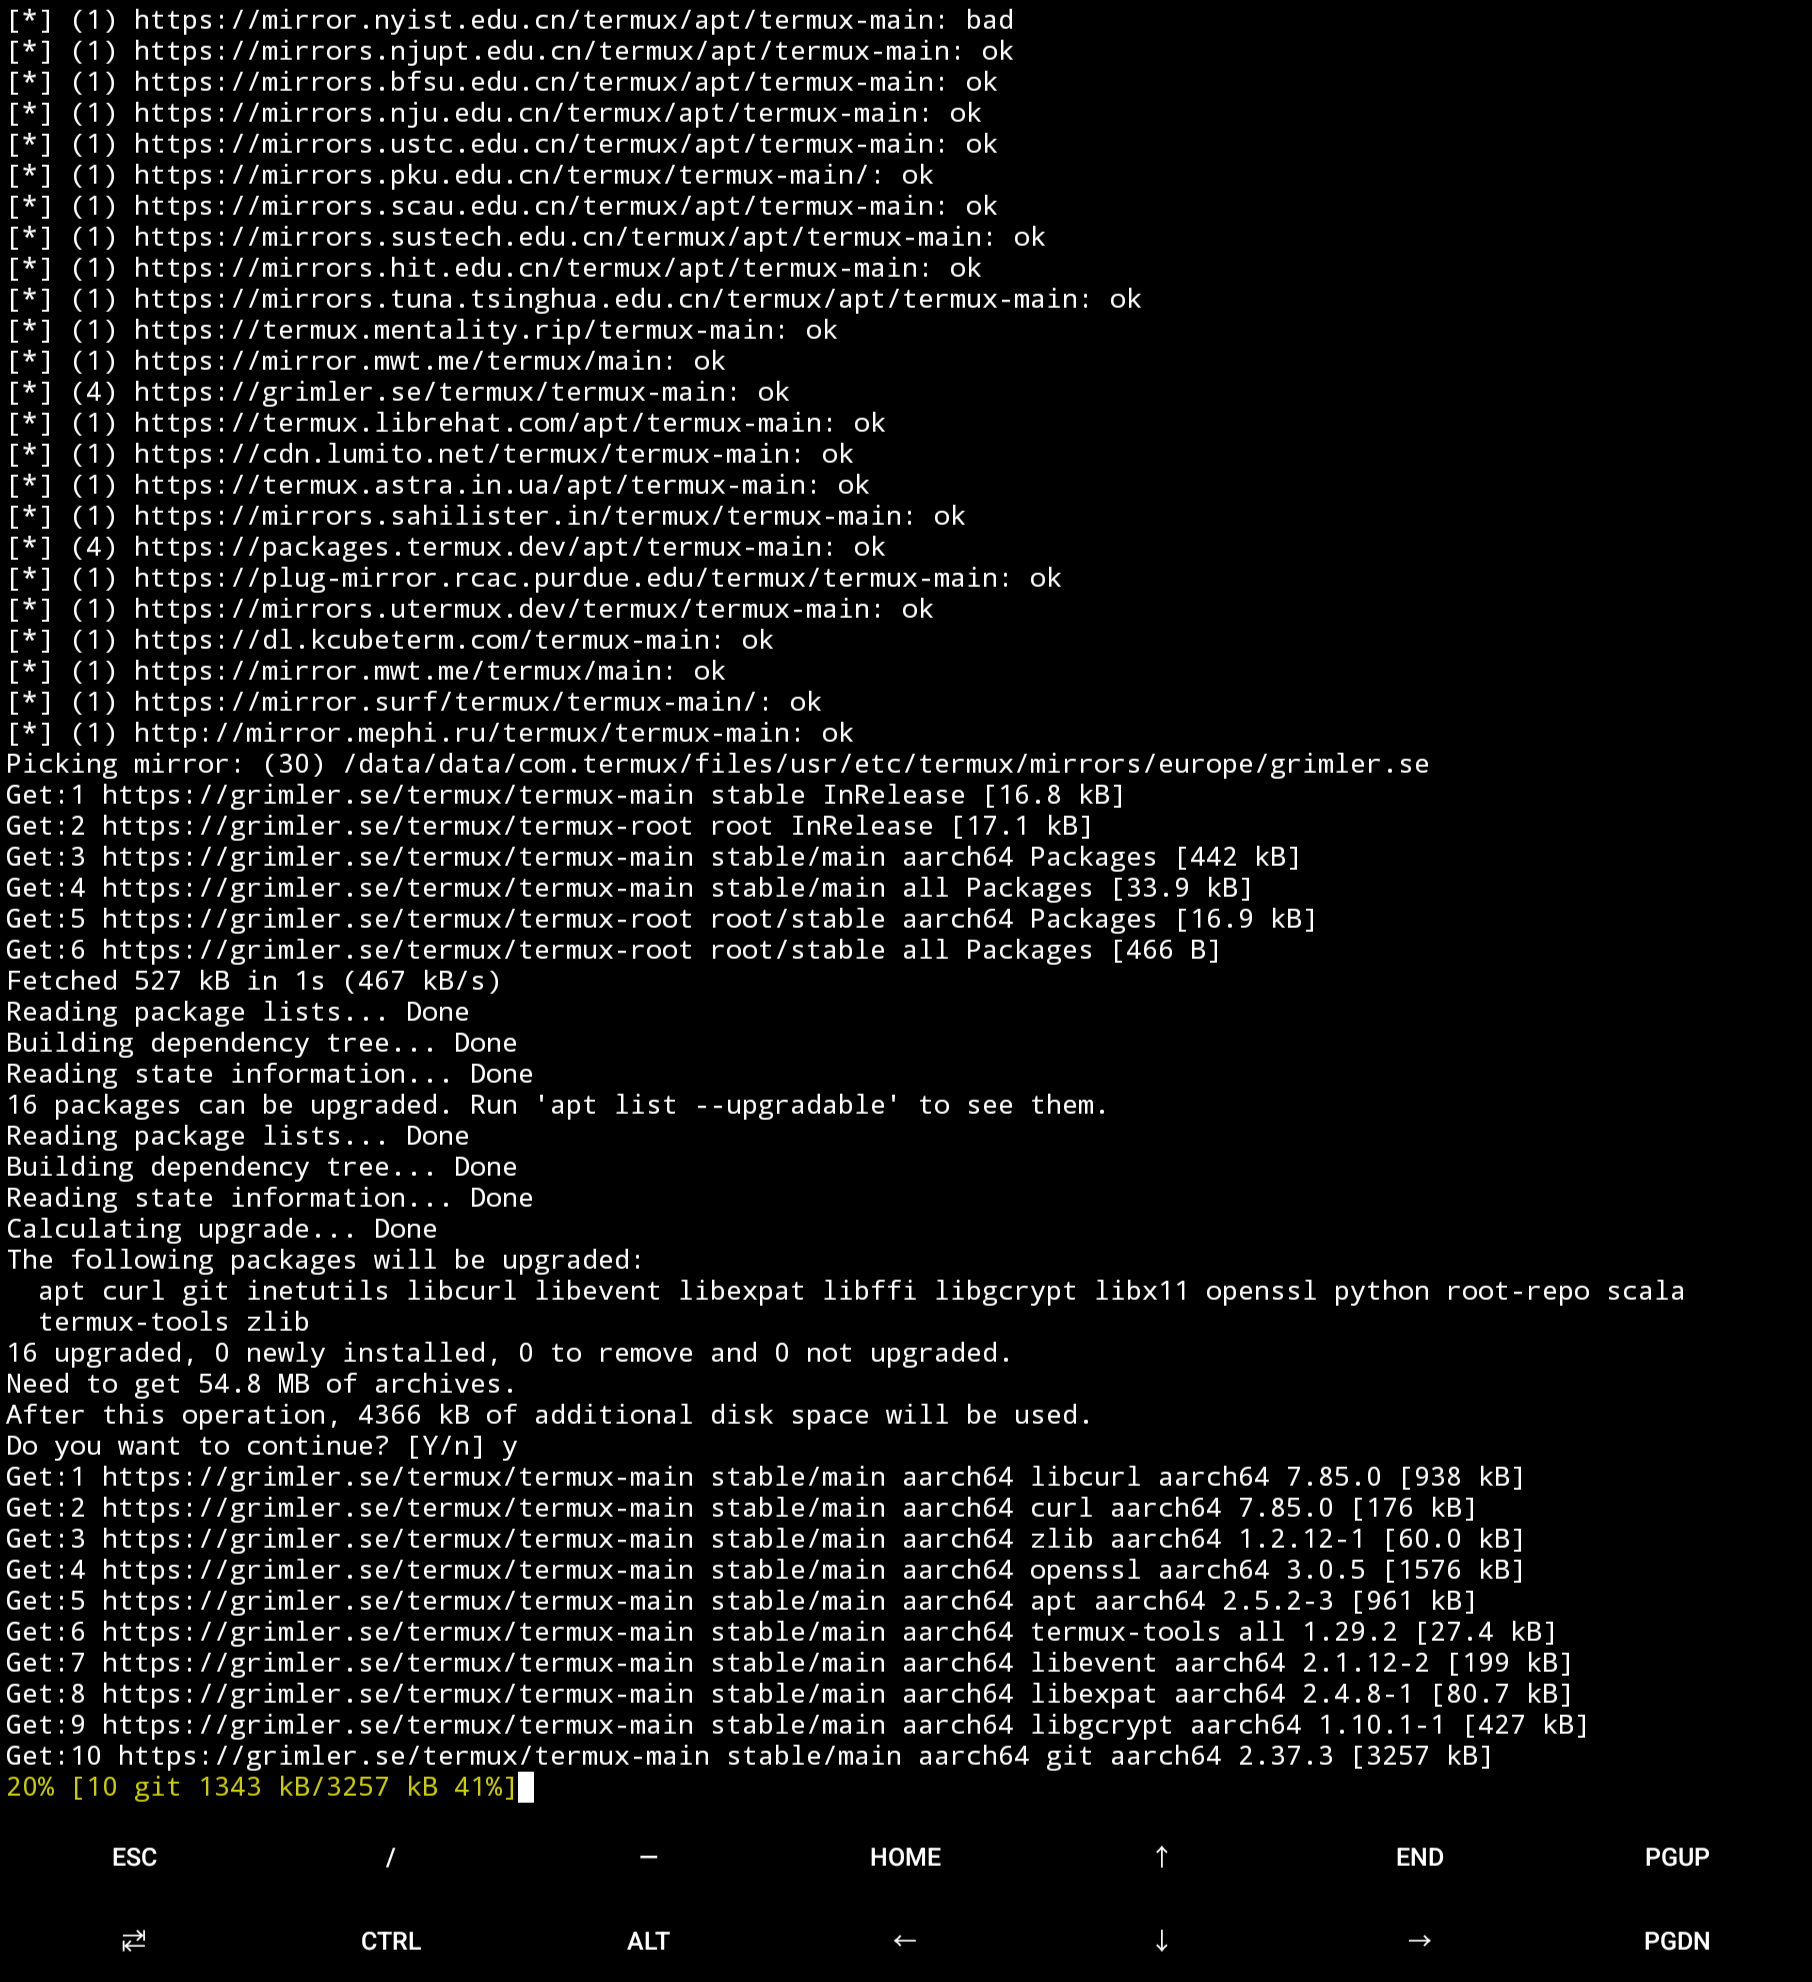 [*] (1) https://mirror.nyist.edu.cn/termux/apt/termux-main: bad
[*] (1) https://mirrors.njupt.edu.cn/termux/apt/termux-main: ok
[*] (1) https://mirrors.bfsu.edu.cn/termux/apt/termux-main: ok
[*] (1) https://mirrors.nju.edu.cn/termux/apt/termux-main: ok
[*] (1) https://mirrors.ustc.edu.cn/termux/apt/termux-main: ok
[*] (1) https://mirrors.pku.edu.cn/termux/termux-main/: ok
[*] (1) https://mirrors.scau.edu.cn/termux/apt/termux-main: ok
[*] (1) https://mirrors.sustech.edu.cn/termux/apt/termux-main: ok
[*] (1) https://mirrors.hit.edu.cn/termux/apt/termux-main: ok
[*] (1) https://mirrors.tuna.tsinghua.edu.cn/termux/apt/termux-main: ok
[*] (1) https://termux.mentality.rip/termux-main: ok
[*] (1) https://mirror.mwt.me/termux/main: ok
[*] (4) https://grimler.se/termux/termux-main: ok
[*] (1) https://termux.librehat.com/apt/termux-main: ok
[*] (1) https://cdn.lumito.net/termux/termux-main: ok
[*] (1) https://termux.astra.in.ua/apt/termux-main: ok
[*] (1) https://mirrors.sahilister.in/termux/termux-main: ok
[*] (4) https://packages.termux.dev/apt/termux-main: ok
[*] (1) https://plug-mirror.rcac.purdue.edu/termux/termux-main: ok
[*] (1) https://mirrors.utermux.dev/termux/termux-main: ok
[*] (1) https://dl.kcubeterm.com/termux-main: ok
[*] (1) https://mirror.mwt.me/termux/main: ok
[*] (1) https://mirror.surf/termux/termux-main/: ok
[*] (1) http://mirror.mephi.ru/termux/termux-main: ok
Picking mirror: (30) /data/data/com.termux/files/usr/etc/termux/mirrors/europe/grimler.se
Get:1 https://grimler.se/termux/termux-main stable InRelease [16.8 kB]
Get:2 https://grimler.se/termux/termux-root root InRelease [17.1 kB]
Get:3 https://grimler.se/termux/termux-main stable/main aarch64 Packages [442 kB]
Get:4 https://grimler.se/termux/termux-main stable/main all Packages [33.9 kB]
Get:5 https://grimler.se/termux/termux-root root/stable aarch64 Packages [16.9 kB]
Get:6 https://grimler.se/termux/termux-root root/stable all Packages [466 B]
Fetched 527 kB in 1s (467 kB/s)
Reading package lists... Done
Building dependency tree... Done
Reading state information... Done
16 packages can be upgraded. Run 'apt list --upgradable' to see them.
Reading package lists... Done
Building dependency tree... Done
Reading state information... Done
Calculating upgrade... Done
The following packages will be upgraded:
  apt curl git inetutils libcurl libevent libexpat libffi libgcrypt libx11 openssl python root-repo scala
  termux-tools zlib
16 upgraded, 0 newly installed, 0 to remove and 0 not upgraded.
Need to get 54.8 MB of archives.
After this operation, 4366 kB of additional disk space will be used.
Do you want to continue? [Y/n] y
Get:1 https://grimler.se/termux/termux-main stable/main aarch64 libcurl aarch64 7.85.0 [938 kB]
Get:2 https://grimler.se/termux/termux-main stable/main aarch64 curl aarch64 7.85.0 [176 kB]
Get:3 https://grimler.se/termux/termux-main stable/main aarch64 zlib aarch64 1.2.12-1 [60.0 kB]
Get:4 https://grimler.se/termux/termux-main stable/main aarch64 openssl aarch64 3.0.5 [1576 kB]
Get:5 https://grimler.se/termux/termux-main stable/main aarch64 apt aarch64 2.5.2-3 [961 kB]
Get:6 https://grimler.se/termux/termux-main stable/main aarch64 termux-tools all 1.29.2 [27.4 kB]
Get:7 https://grimler.se/termux/termux-main stable/main aarch64 libevent aarch64 2.1.12-2 [199 kB]
Get:8 https://grimler.se/termux/termux-main stable/main aarch64 libexpat aarch64 2.4.8-1 [80.7 kB]
Get:9 https://grimler.se/termux/termux-main stable/main aarch64 libgcrypt aarch64 1.10.1-1 [427 kB]
Get:10 https://grimler.se/termux/termux-main stable/main aarch64 git aarch64 2.37.3 [3257 kB]
20% [10 git 1343 kB/3257 kB 41%]
ESC / — HOME ↑ END PGUP
⇄ CTRL ALT ← ↓ → PGDN